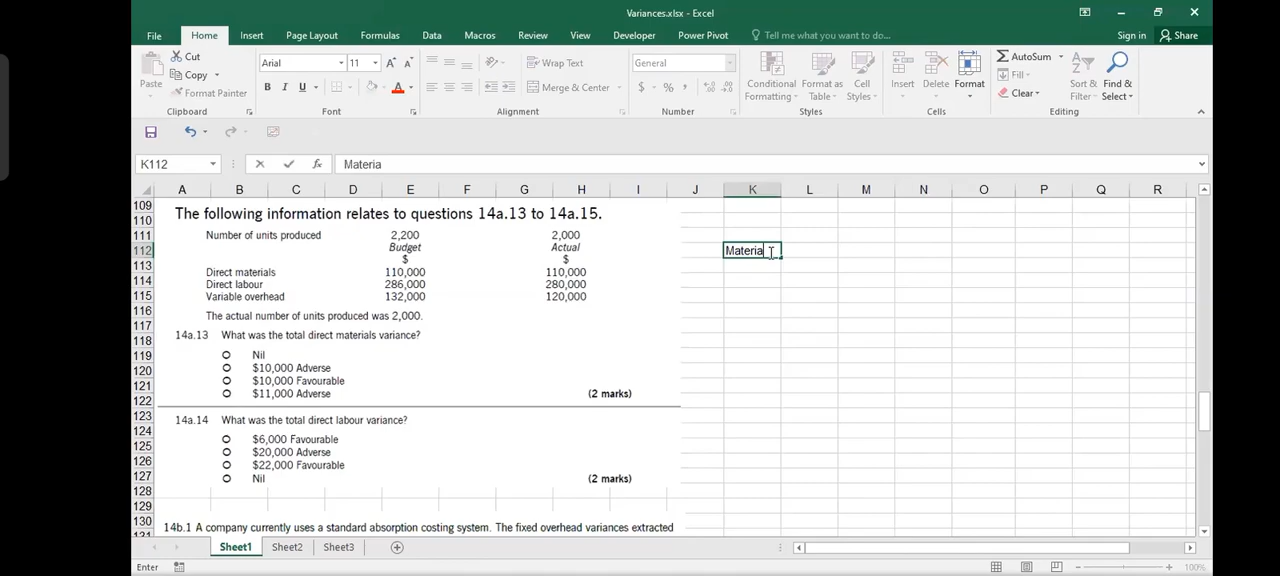 Variances.xlsx - Excel
File Home Insert Page Layout Formulas Data Macros Review View Developer Power Pivot Tell me what you want to do... Sign in Share
Cut
Copy
Format Painter
Paste
Clipboard
Arial 11
B I U
Font
Wrap Text
Merge & Center
Alignment
General
$ % ,
Number
Conditional Formatting
Format as Table
Cell Styles
Styles
Insert Delete Format
Cells
AutoSum
Fill
Clear
Sort & Filter
Find & Select
Editing
K112 fx Materia
A B C D E F G H I J K L M N O P Q R
109
110
111
112
113
114
115
116
117
118
119
120
121
122
123
124
125
126
127
128
129
130
131
The following information relates to questions 14a.13 to 14a.15.
Number of units produced 2,200 2,000
Budget Actual
$ $
Direct materials 110,000 110,000
Direct labour 286,000 280,000
Variable overhead 132,000 120,000
The actual number of units produced was 2,000.
14a.13 What was the total direct materials variance?
Nil
$10,000 Adverse
$10,000 Favourable
$11,000 Adverse (2 marks)
14a.14 What was the total direct labour variance?
$6,000 Favourable
$20,000 Adverse
$22,000 Favourable
Nil (2 marks)
14b.1 A company currently uses a standard absorption costing system. The fixed overhead variances extracted
Materia
Sheet1 Sheet2 Sheet3
Enter 100%